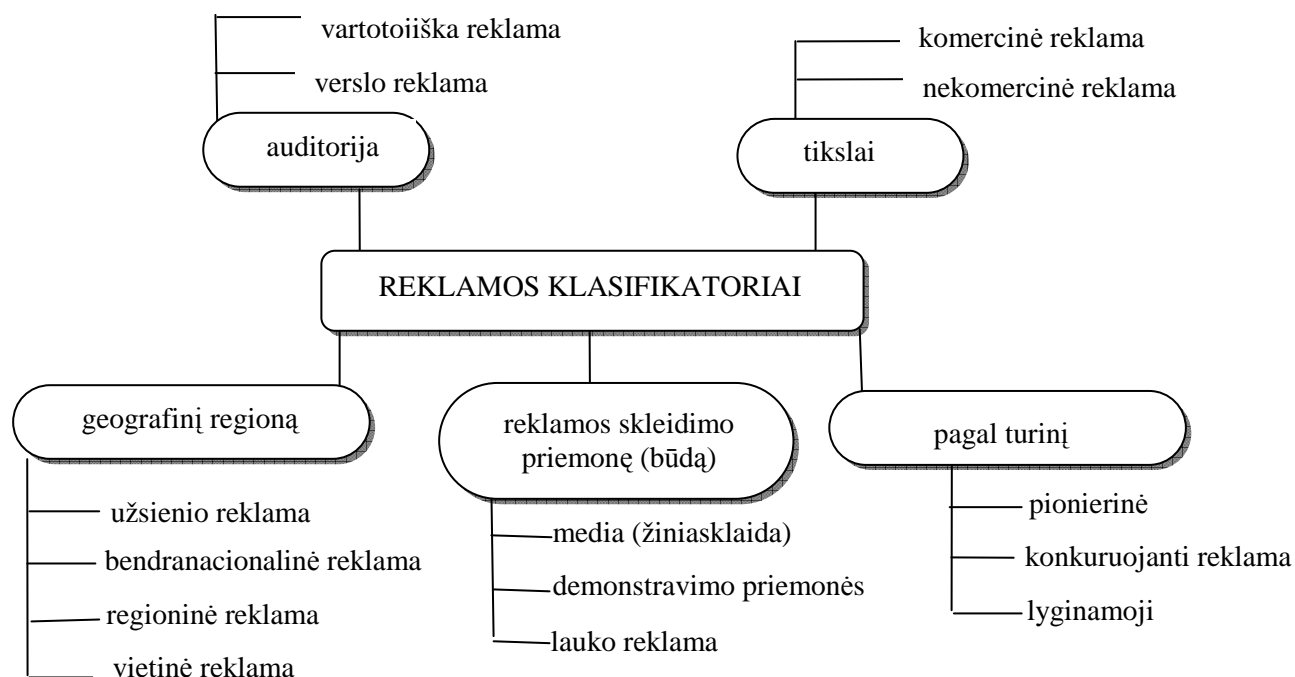 vartotojiška reklama
verslo reklama
auditorija
komercinė reklama
nekomercinė reklama
tikslai
REKLAMOS KLASIFIKATORIAI
geografinį regioną
užsienio reklama
bendranacionalinė reklama
regioninė reklama
vietinė reklama
reklamos skleidimo
priemonę (būdą)
media (žiniasklaida)
demonstravimo priemonės
lauko reklama
pagal turinį
pionierinė
konkuruojanti reklama
lyginamoji